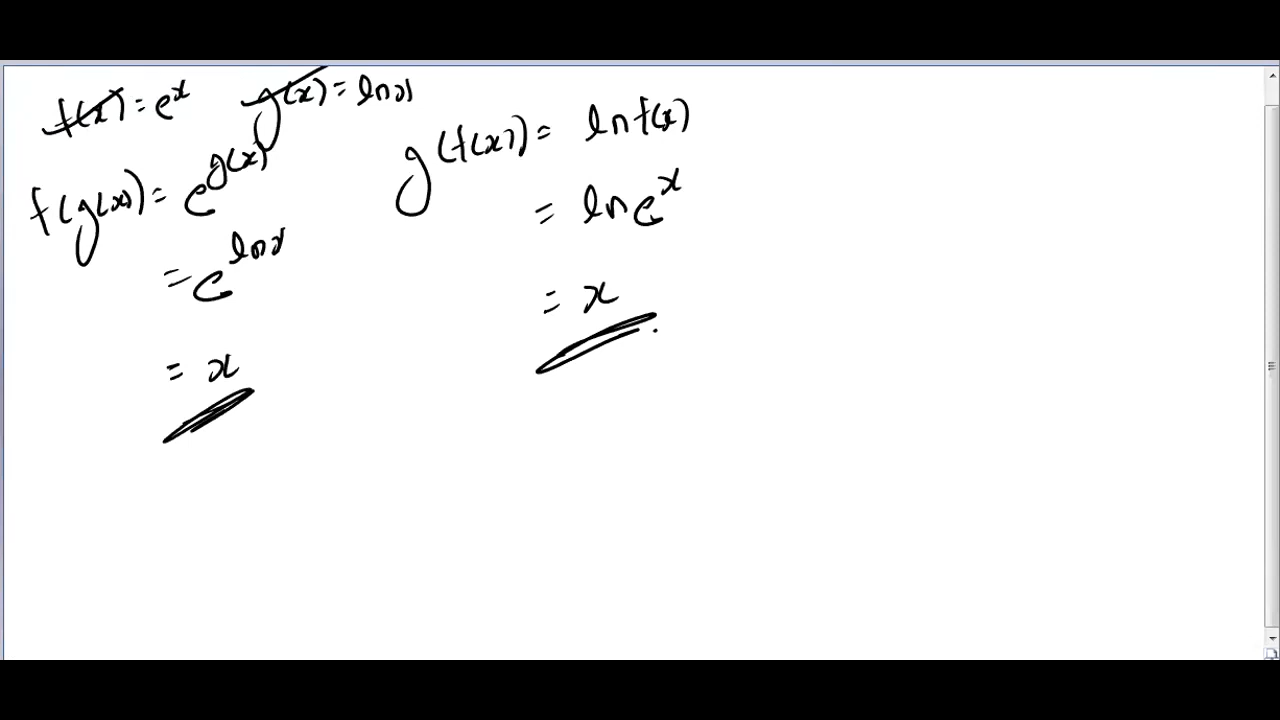 f(x) = e^x g(x) = ln x
f(g(x)) = e^g(x)
= e^ln x
= x
g(f(x)) = ln f(x)
= ln e^x
= x